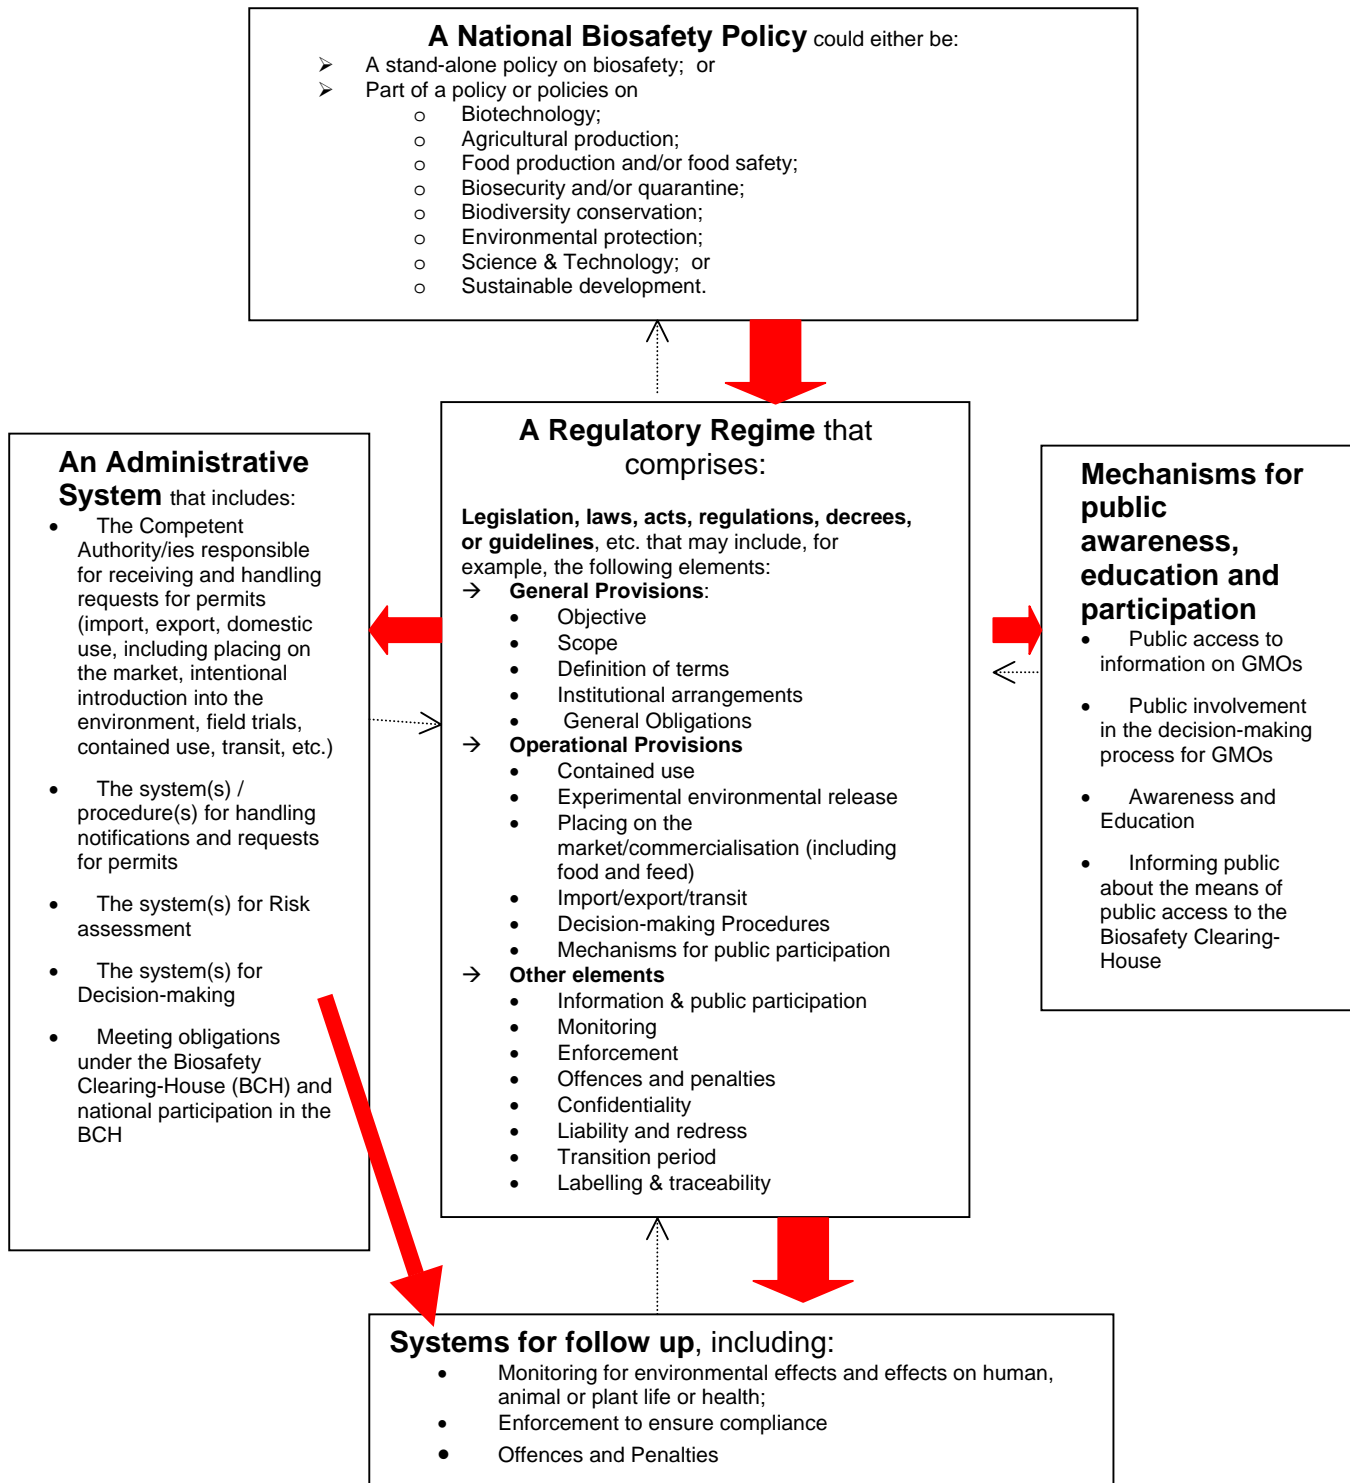 A National Biosafety Policy could either be:
➢ A stand-alone policy on biosafety; or
➢ Part of a policy or policies on
o Biotechnology;
o Agricultural production;
o Food production and/or food safety;
o Biosecurity and/or quarantine;
o Biodiversity conservation;
o Environmental protection;
o Science & Technology; or
o Sustainable development.
An Administrative
System that includes:
• The Competent
Authority/ies responsible
for receiving and handling
requests for permits
(import, export, domestic
use, including placing on
the market, intentional
introduction into the
environment, field trials,
contained use, transit, etc.)
• The system(s) /
procedure(s) for handling
notifications and requests
for permits
• The system(s) for Risk
assessment
• The system(s) for
Decision-making
• Meeting obligations
under the Biosafety
Clearing-House (BCH) and
national participation in the
BCH
A Regulatory Regime that
comprises:
Legislation, laws, acts, regulations, decrees,
or guidelines, etc. that may include, for
example, the following elements:
→ General Provisions:
• Objective
• Scope
• Definition of terms
• Institutional arrangements
• General Obligations
→ Operational Provisions
• Contained use
• Experimental environmental release
• Placing on the
market/commercialisation (including
food and feed)
• Import/export/transit
• Decision-making Procedures
• Mechanisms for public participation
→ Other elements
• Information & public participation
• Monitoring
• Enforcement
• Offences and penalties
• Confidentiality
• Liability and redress
• Transition period
• Labelling & traceability
Mechanisms for
public
awareness,
education and
participation
• Public access to
information on GMOs
• Public involvement
in the decision-making
process for GMOs
• Awareness and
Education
• Informing public
about the means of
public access to the
Biosafety Clearing-
House
Systems for follow up, including:
• Monitoring for environmental effects and effects on human,
animal or plant life or health;
• Enforcement to ensure compliance
• Offences and Penalties